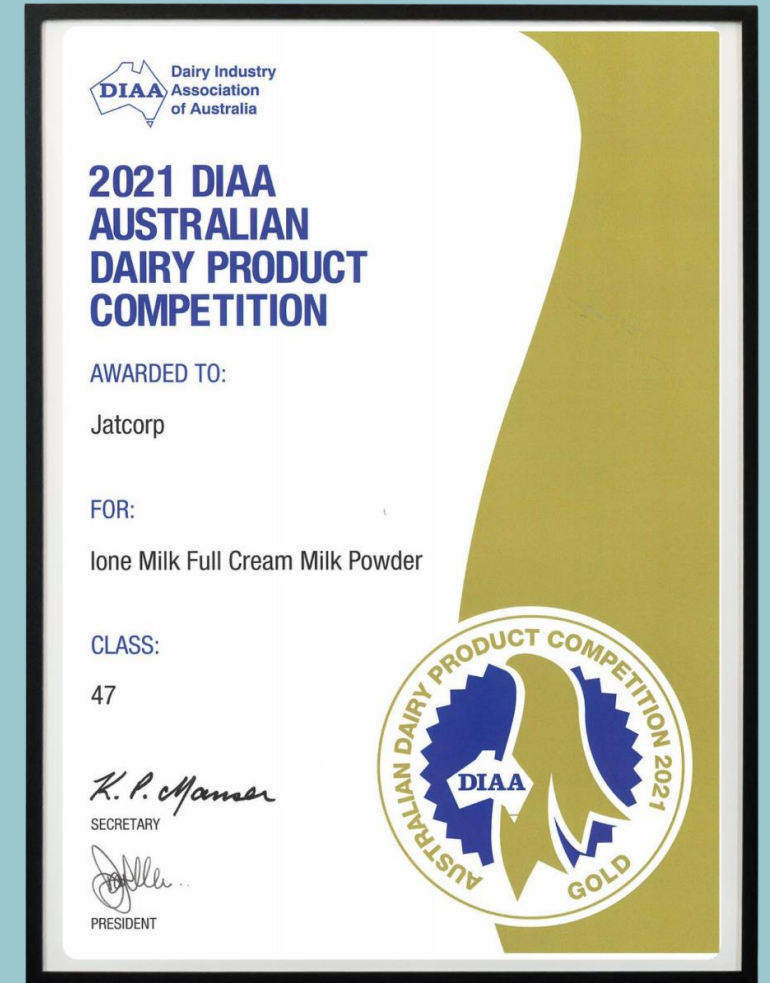 DIAA
Dairy Industry
Association
of Australia
2021 DIAA
AUSTRALIAN
DAIRY PRODUCT
COMPETITION
AWARDED TO:
Jatcorp
FOR:
Ione Milk Full Cream Milk Powder
CLASS:
47
K. P. Manser
SECRETARY
PRESIDENT
AUSTRALIAN DAIRY PRODUCT COMPETITION 2021
DIAA
GOLD